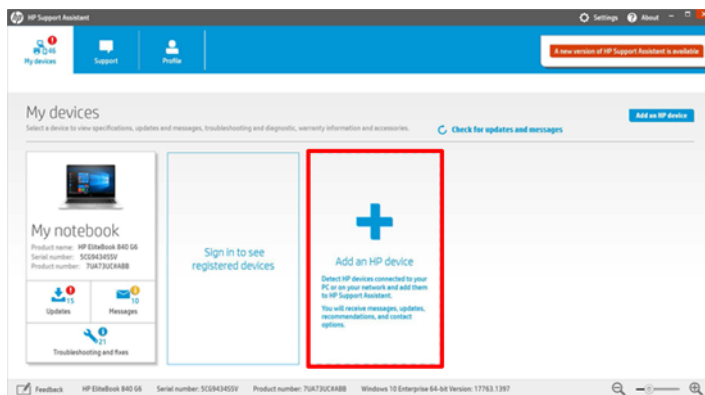 hp HP Support Assistant
Settings ? About
46
My devices
Support
Profile
A new version of HP Support Assistant is available
My devices
Add an HP device
Select a device to view specifications, updates and messages, troubleshooting and diagnostic, warranty information and accessories.
Check for updates and messages
My notebook
Product name: HP EliteBook 840 G6
Serial number: 5CG9434SSV
Product number: 7UA73UC#ABB
15
Updates
10
Messages
21
Troubleshooting and fixes
Sign in to see
registered devices
Add an HP device
Detect HP devices connected to your
PC or on your network and add them
to HP Support Assistant.
You will receive messages, updates,
recommendations, and contact
options.
Feedback HP EliteBook 840 G6 Serial number: 5CG9434SSV Product number: 7UA73UC#ABB Windows 10 Enterprise 64-bit Version: 17763.1397